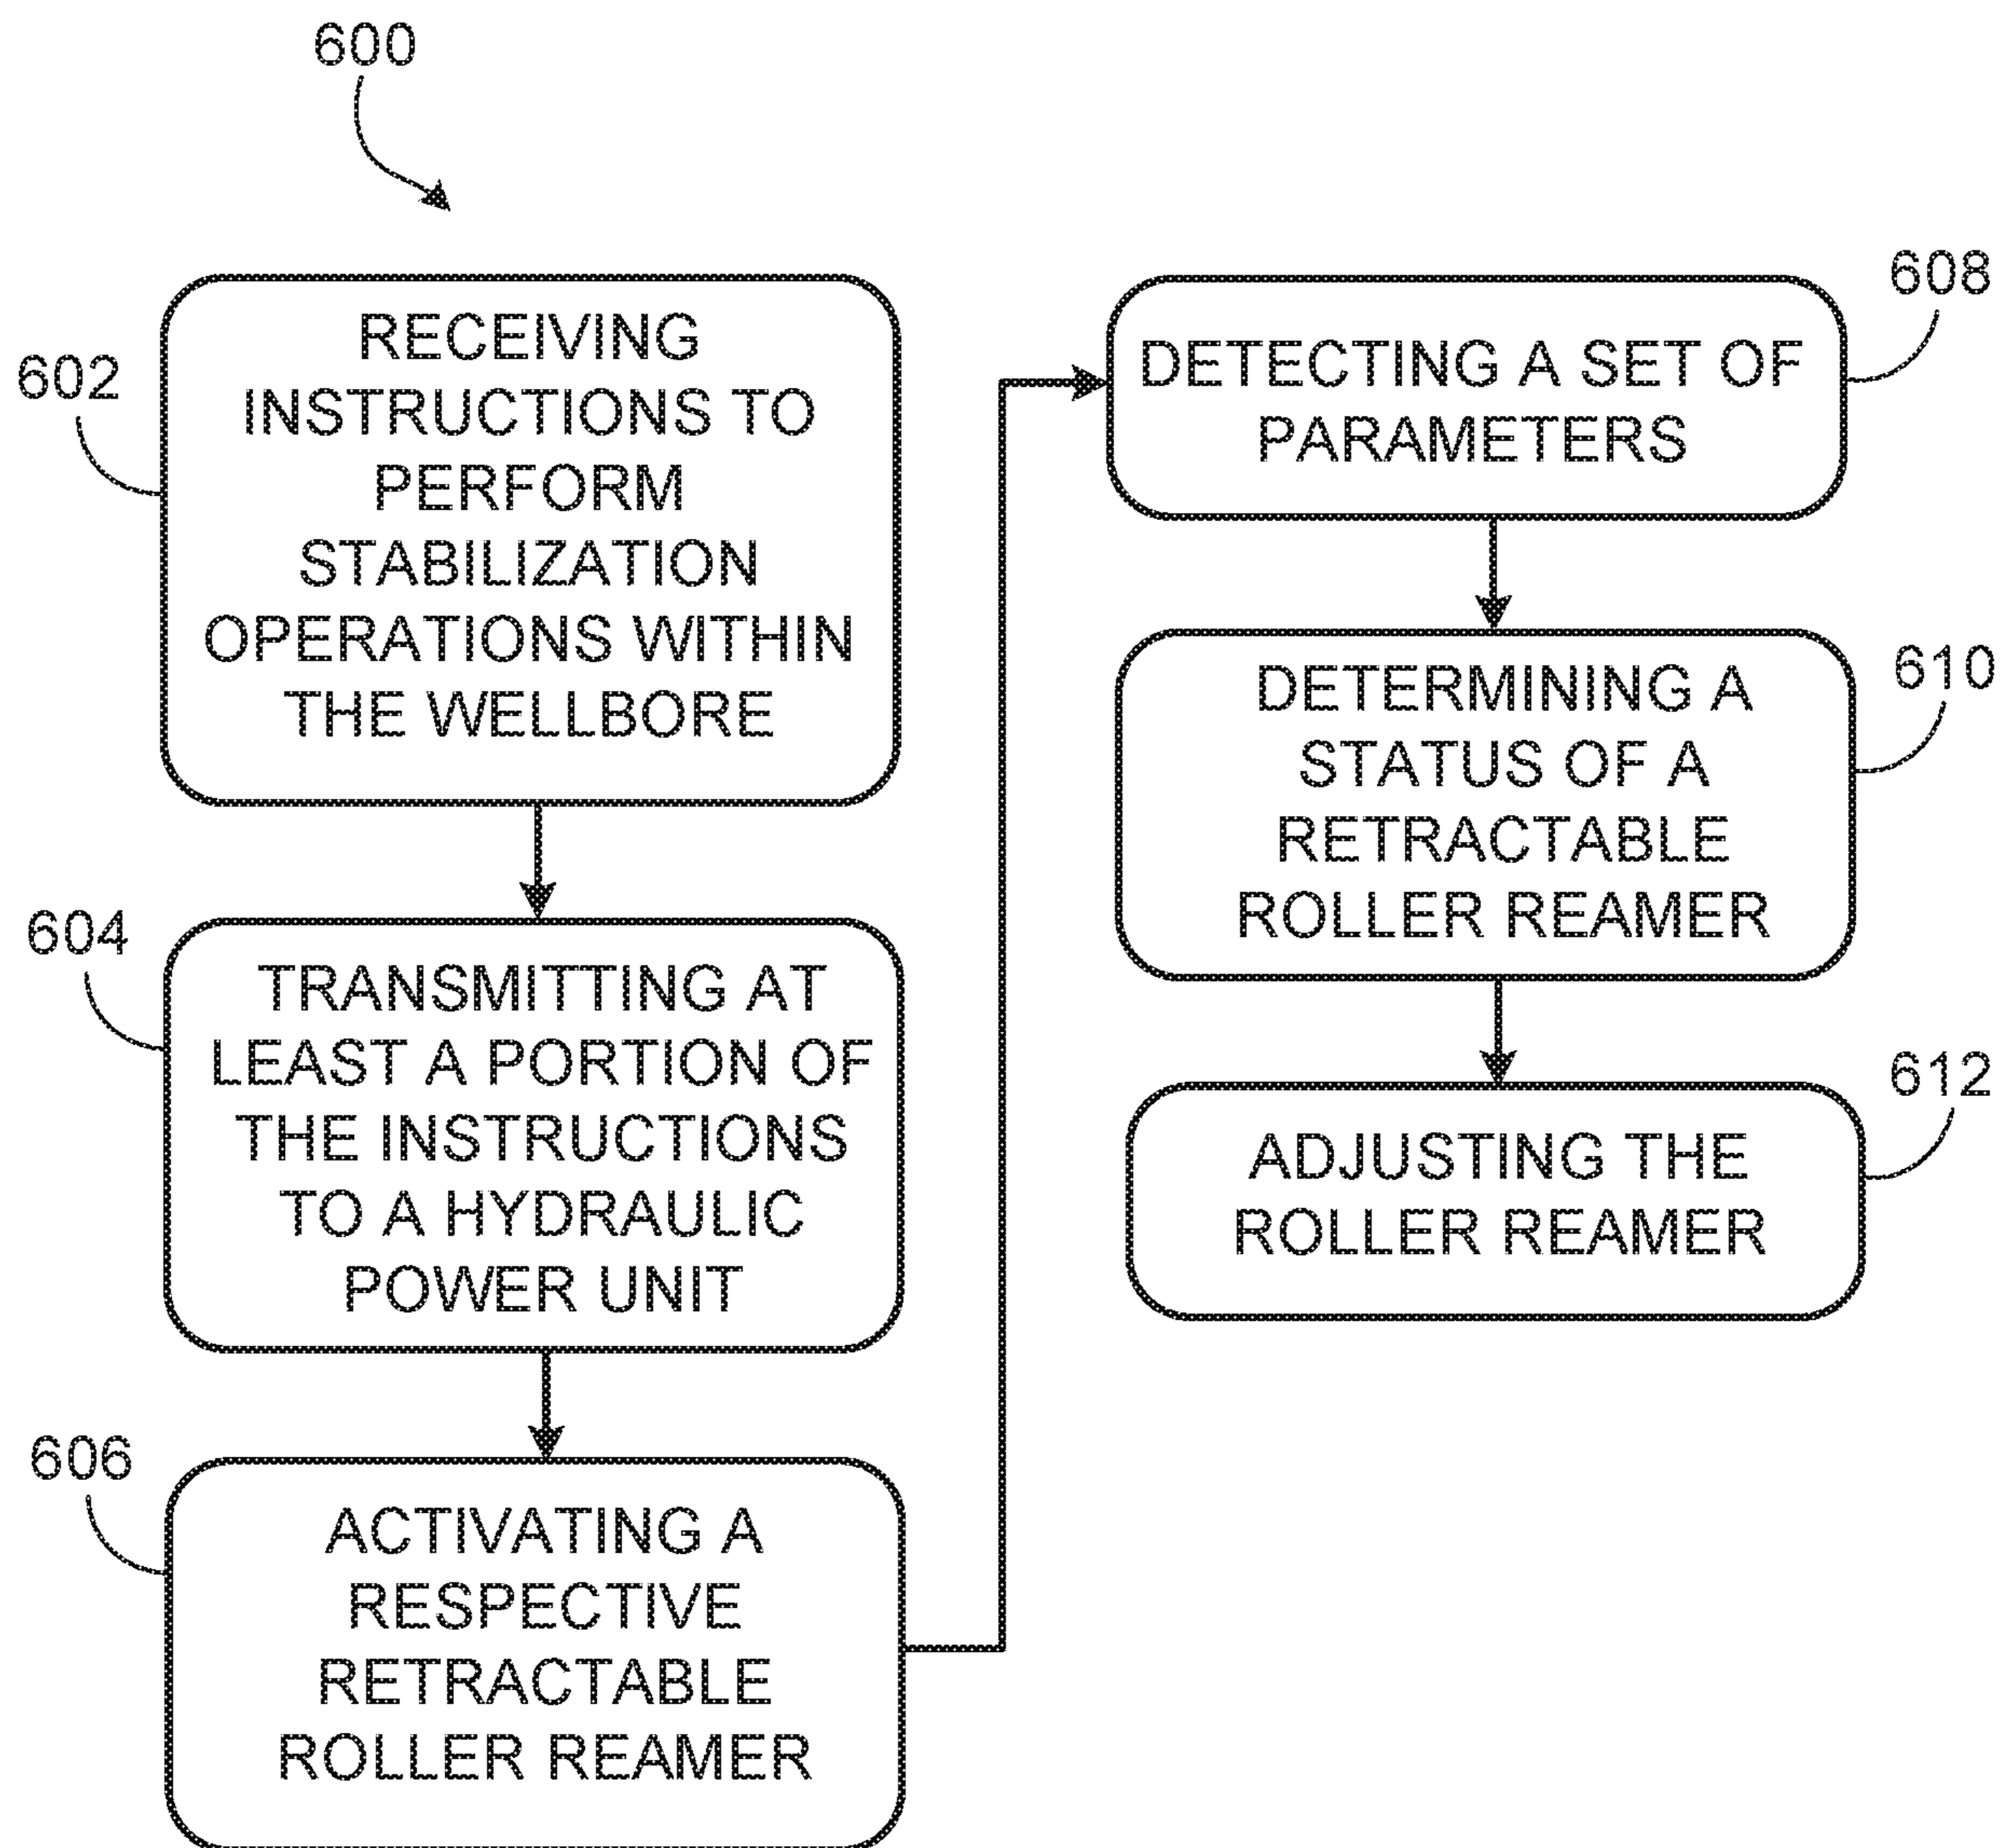 600
602
RECEIVING
INSTRUCTIONS TO
PERFORM
STABILIZATION
OPERATIONS WITHIN
THE WELLBORE
604
TRANSMITTING AT
LEAST A PORTION OF
THE INSTRUCTIONS
TO A HYDRAULIC
POWER UNIT
606
ACTIVATING A
RESPECTIVE
RETRACTABLE
ROLLER REAMER
608
DETECTING A SET OF
PARAMETERS
610
DETERMINING A
STATUS OF A
RETRACTABLE
ROLLER REAMER
612
ADJUSTING THE
ROLLER REAMER